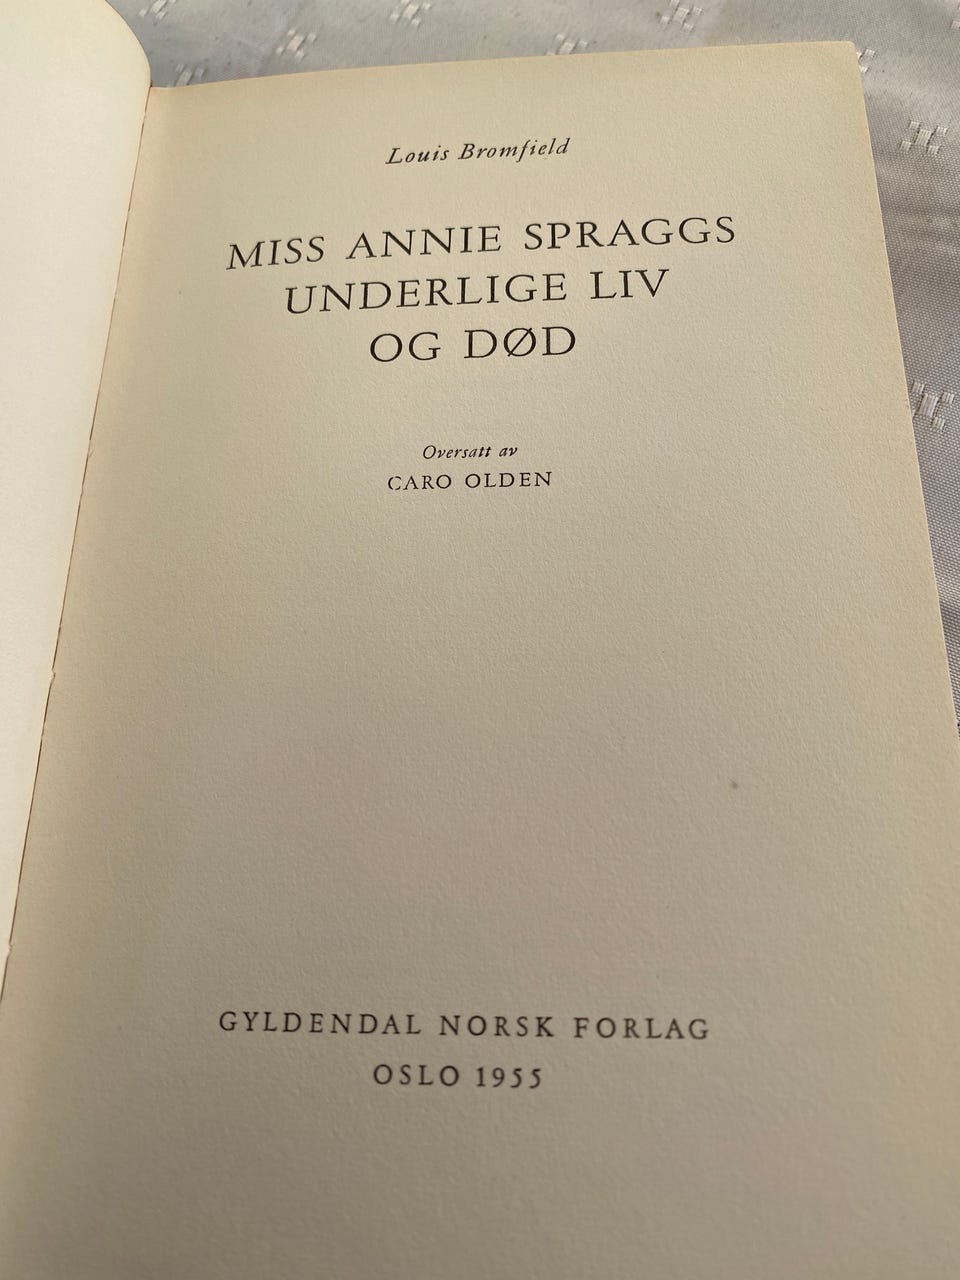 Louis Bromfield
MISS ANNIE SPRAGGS
UNDERLIGE LIV
OG DØD
Oversatt av
CARO OLDEN
GYLDENDAL NORSK FORLAG
OSLO 1955